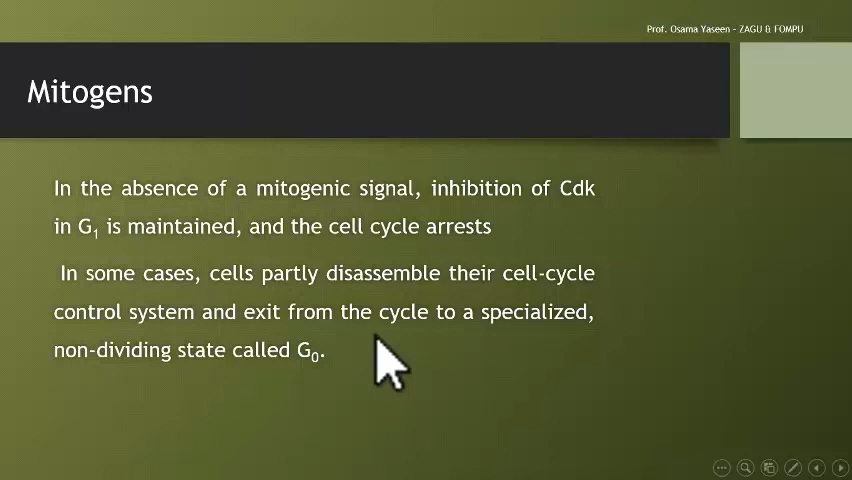 Prof. Osama Yaseen – ZAGU & FOMPU
Mitogens
In the absence of a mitogenic signal, inhibition of Cdk
in G₁ is maintained, and the cell cycle arrests
In some cases, cells partly disassemble their cell-cycle
control system and exit from the cycle to a specialized,
non-dividing state called G₀.